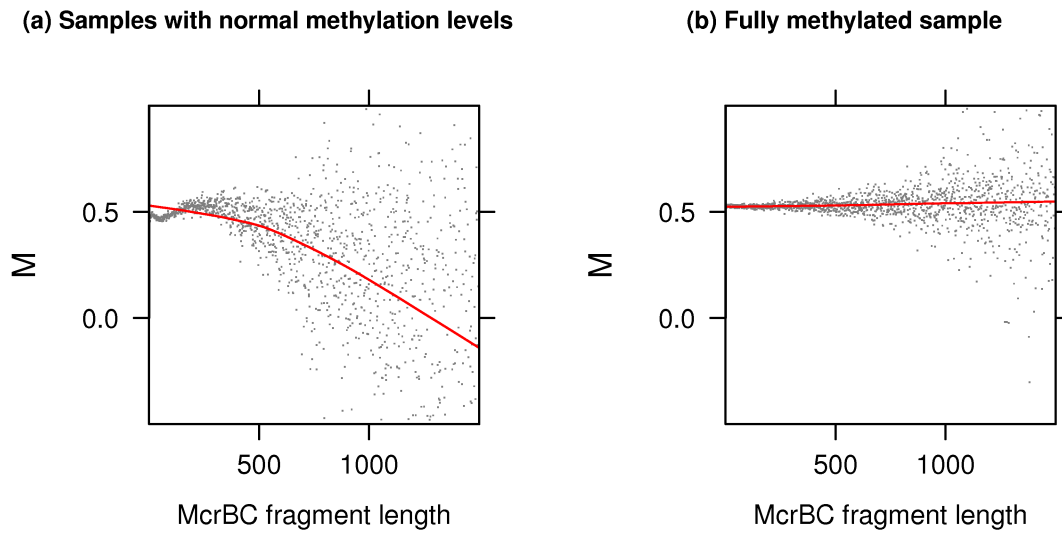 (a) Samples with normal methylation levels
(b) Fully methylated sample
M
0.5
0.0
500 1000
McrBC fragment length
M
0.5
0.0
500 1000
McrBC fragment length